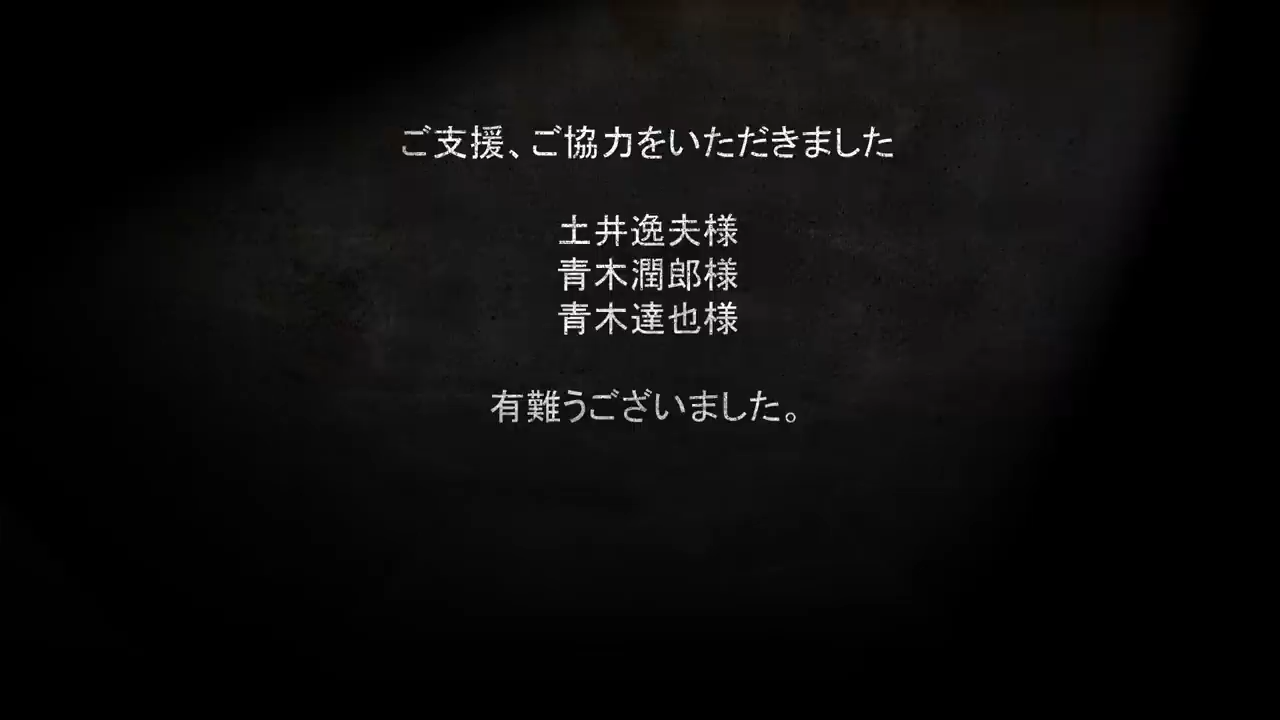 ご支援、ご協力をいただきました
土井逸夫様
青木潤郎様
青木達也様
有難うございました。